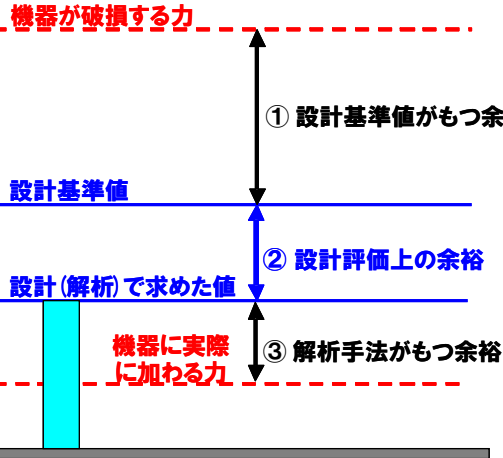 機器が破損する力
① 設計基準値がもつ余
設計基準値
② 設計評価上の余裕
設計(解析)で求めた値
機器に実際
に加わる力
③ 解析手法がもつ余裕